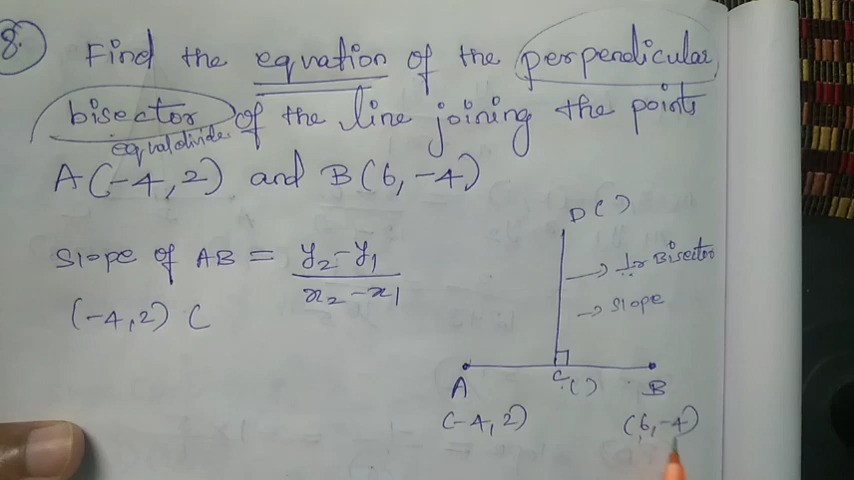 8.
Find the equation of the perpendicular
bisector of the line joining the points
equal divide
A(-4, 2) and B(6, -4)
D( )
Slope of AB = y₂-y₁ / x₂-x₁
→ ⊥r Bisector
→ Slope
(-4, 2) C
A C( ) B
(-4, 2) (6, -4)